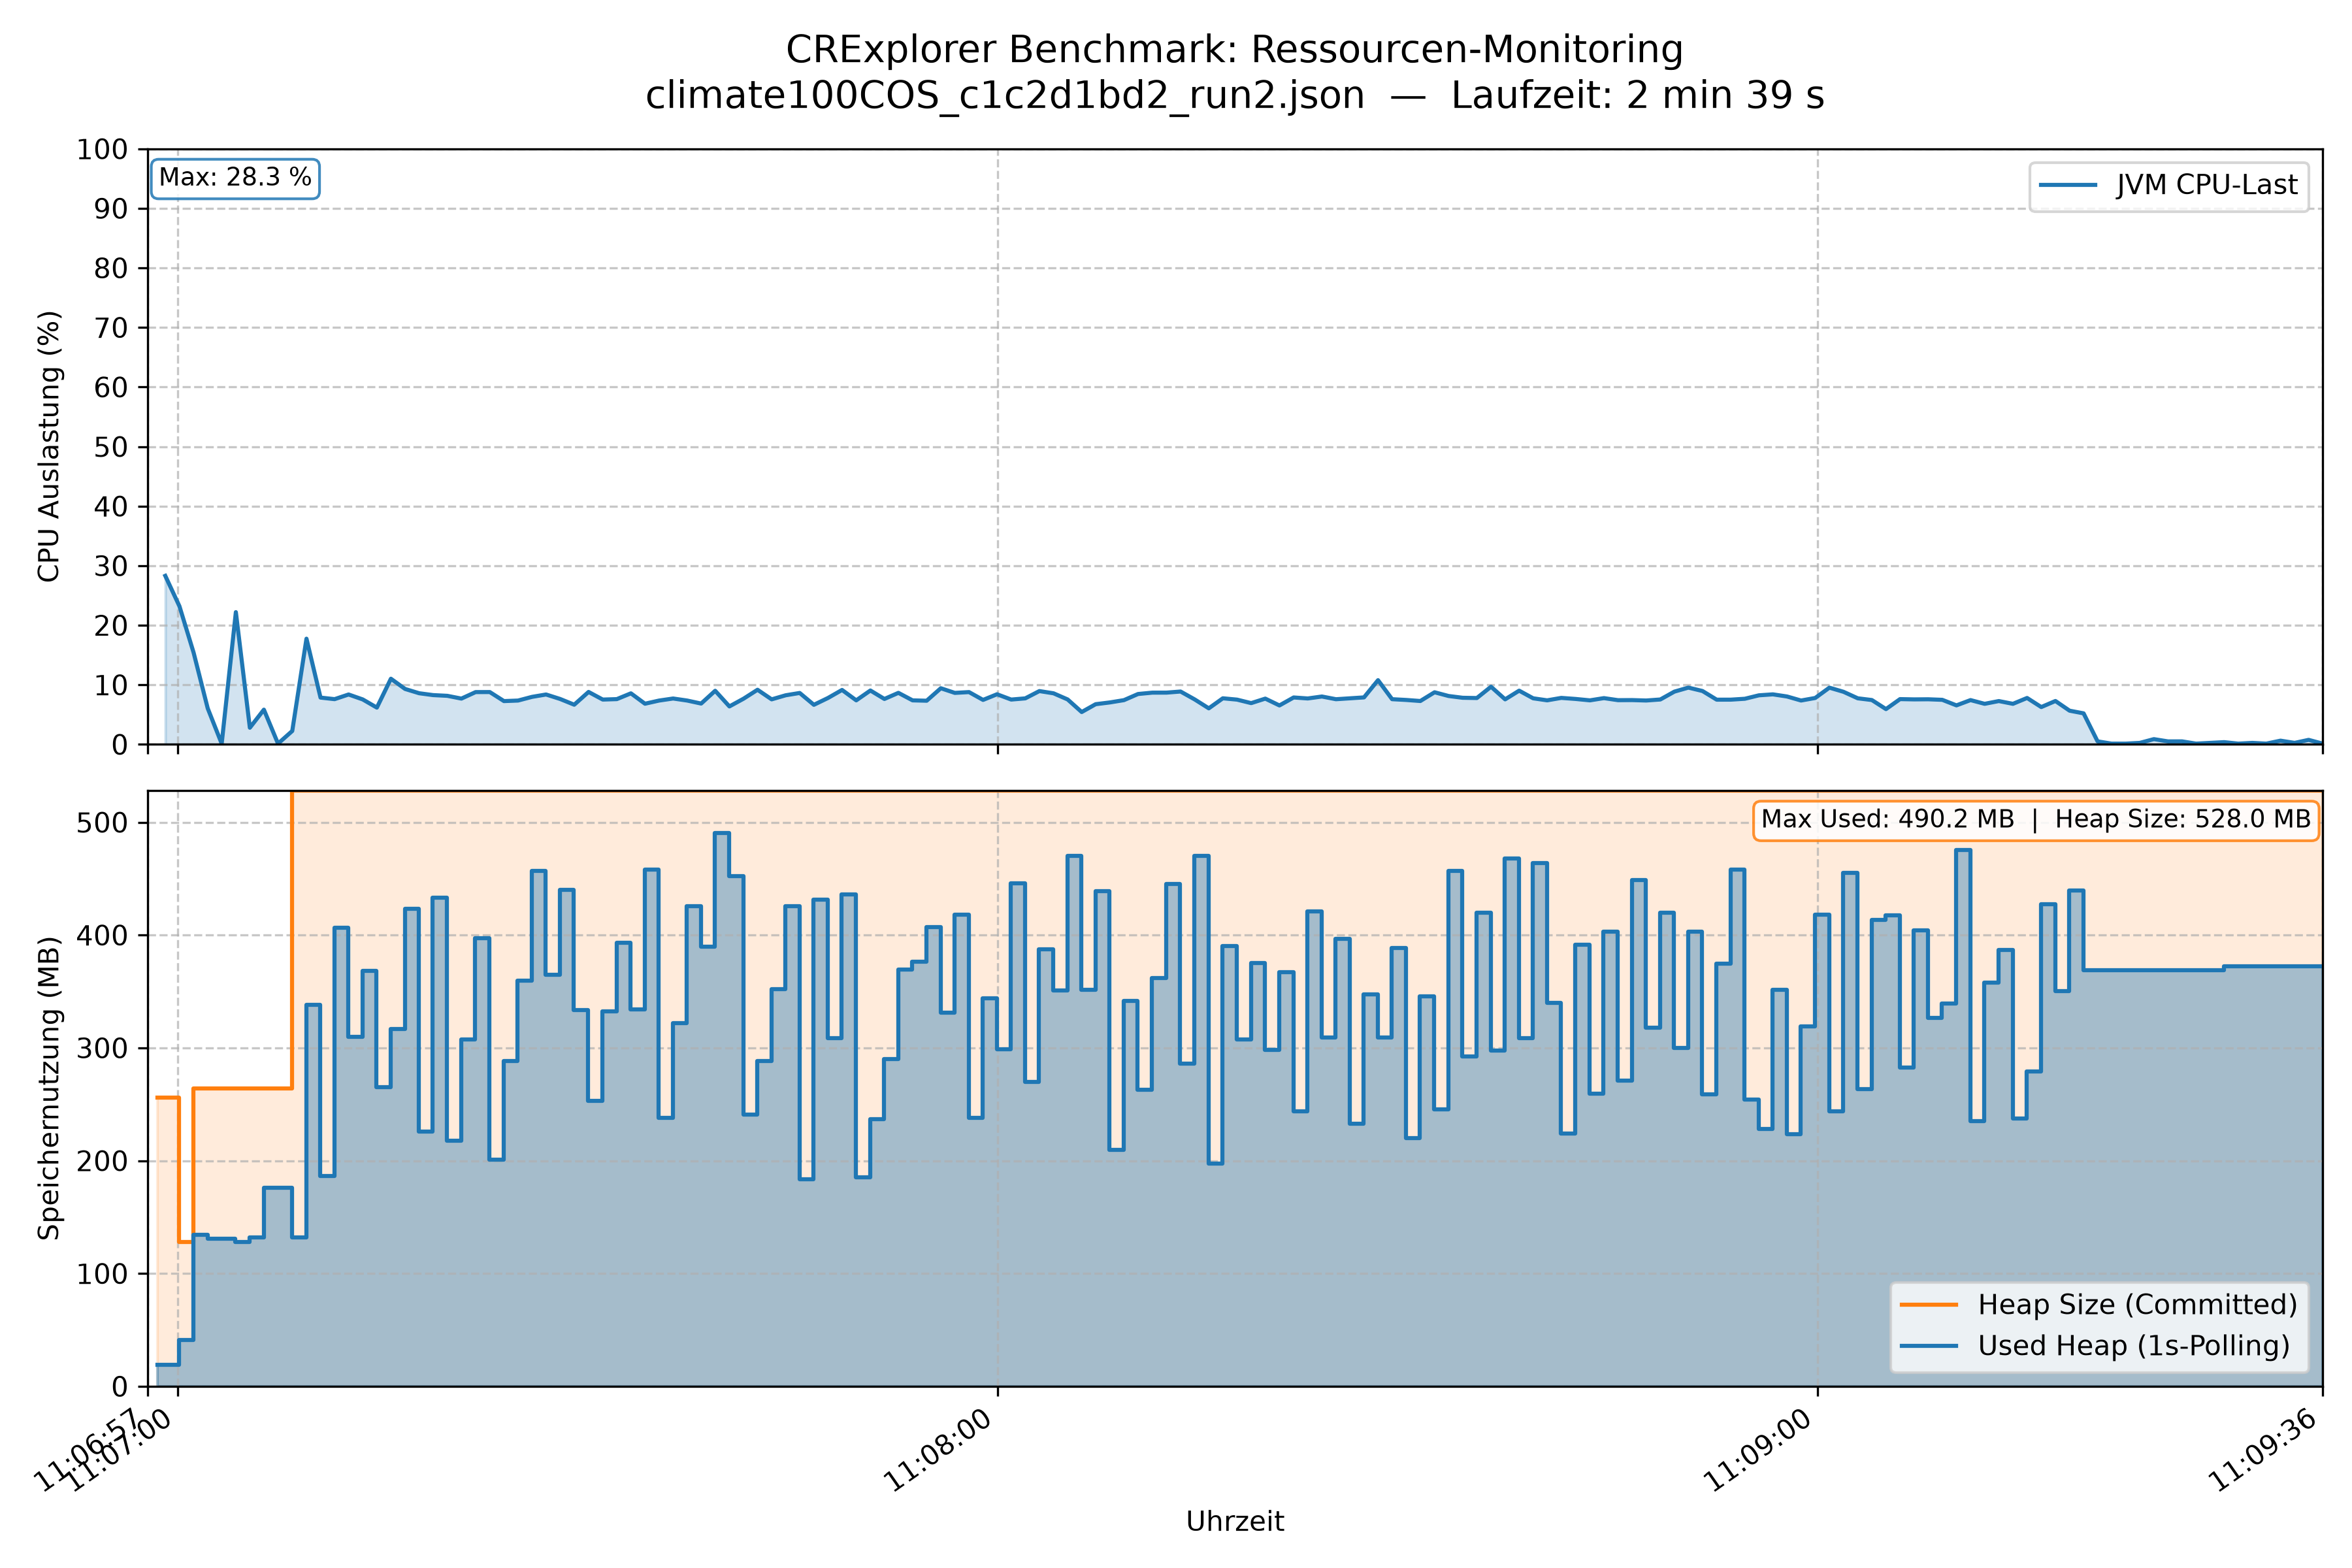 CRExplorer Benchmark: Ressourcen-Monitoring
climate100COS_c1c2d1bd2_run2.json — Laufzeit: 2 min 39 s
Max: 28.3 %
JVM CPU-Last
CPU Auslastung (%)
100
90
80
70
60
50
40
30
20
10
0
Max Used: 490.2 MB | Heap Size: 528.0 MB
Speichernutzung (MB)
500
400
300
200
100
0
Heap Size (Committed)
Used Heap (1s-Polling)
11:06:57
11:07:00
11:08:00
11:09:00
11:09:36
Uhrzeit